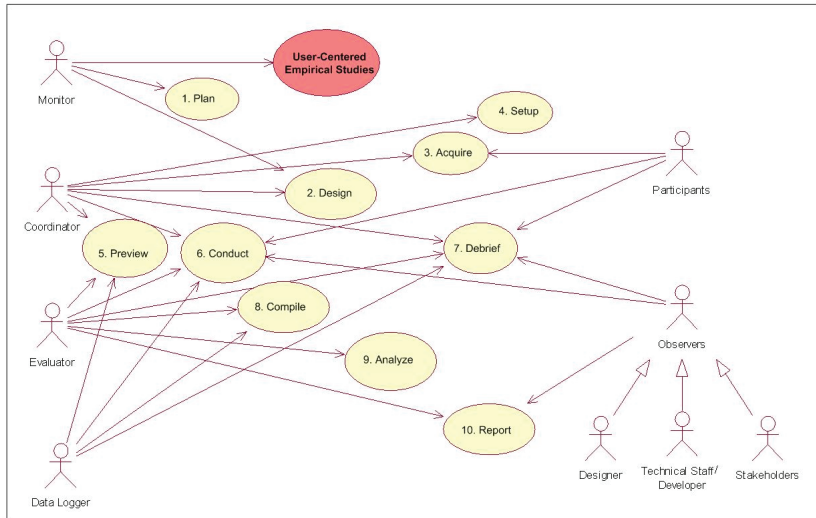 User-Centered
Empirical Studies
Monitor
1. Plan
4. Setup
3. Acquire
Participants
2. Design
Coordinator
5. Preview
6. Conduct
7. Debrief
8. Compile
Evaluator
Observers
9. Analyze
10. Report
Designer
Technical Staff/
Developer
Stakeholders
Data Logger